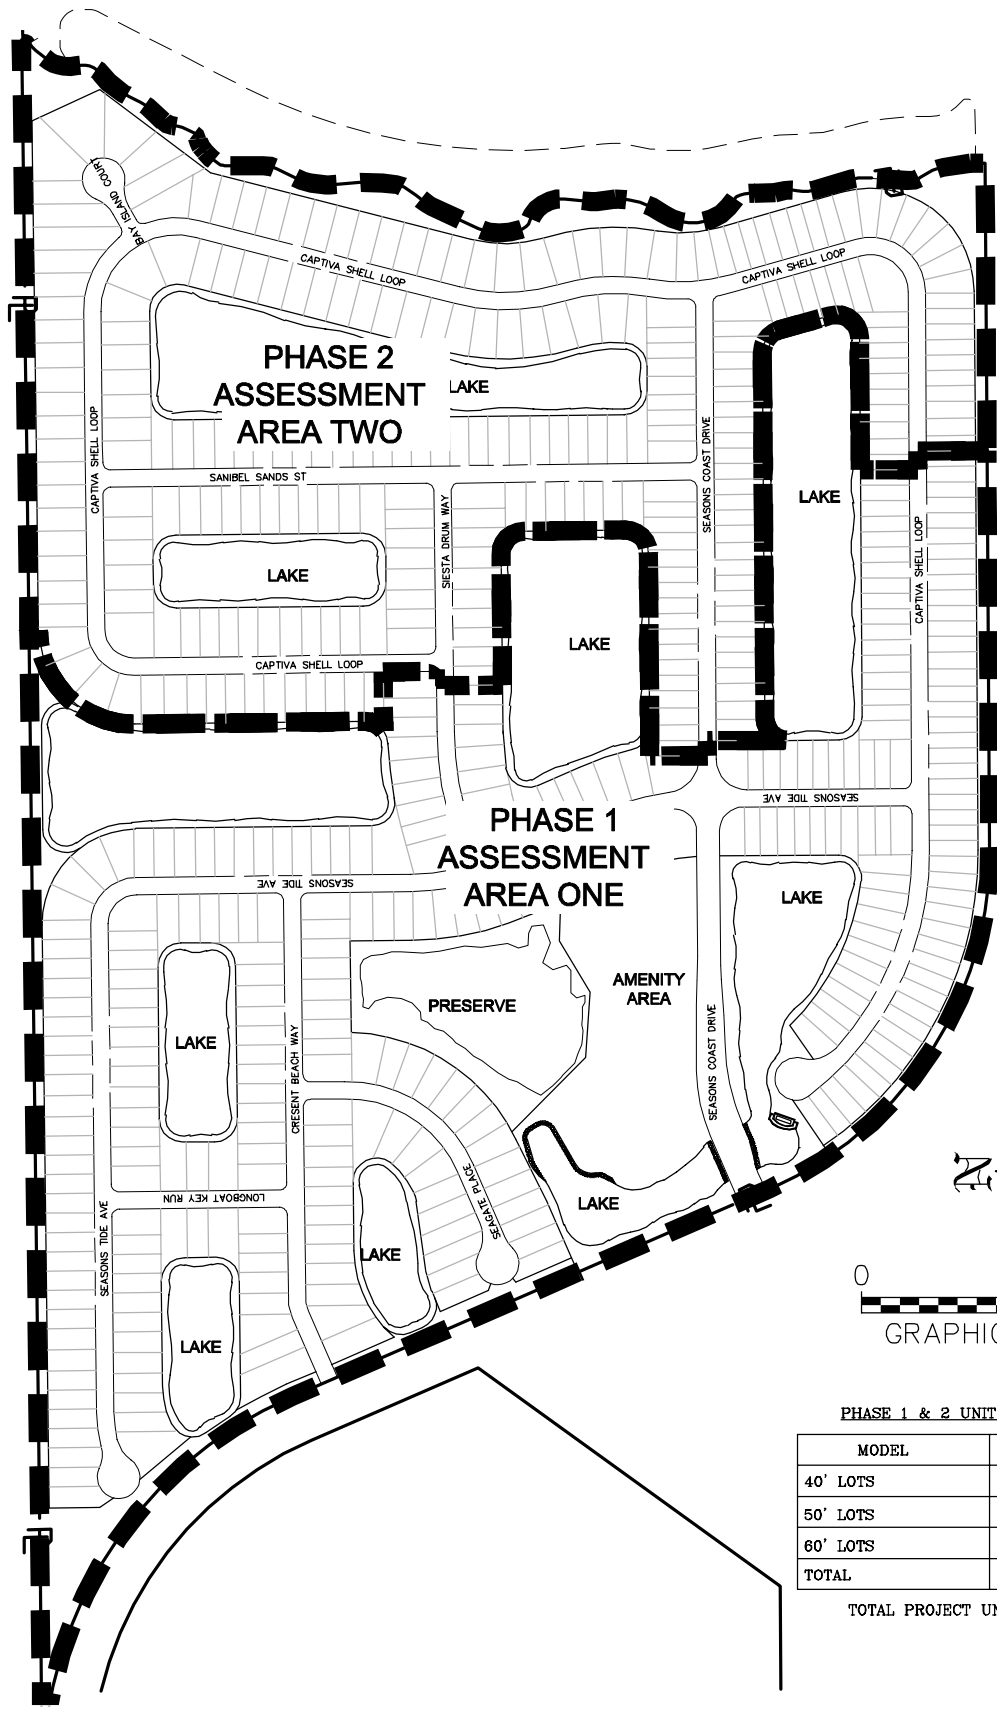 BAY ISLAND COURT
CAPTIVA SHELL LOOP
CAPTIVA SHELL LOOP
PHASE 2
ASSESSMENT
AREA TWO
LAKE
CAPTIVA SHELL LOOP
SEASONS COAST DRIVE
SANIBEL SANDS ST
SIESTA DRUM WAY
LAKE
CAPTIVA SHELL LOOP
LAKE
LAKE
CAPTIVA SHELL LOOP
SEASONS TIDE AVE
PHASE 1
ASSESSMENT
AREA ONE
SEASONS TIDE AVE
LAKE
AMENITY
AREA
PRESERVE
LAKE
CRESENT BEACH WAY
SEASONS COAST DRIVE
SEAGATE PLACE
LONGBOAT KEY RUN
SEASONS TIDE AVE
LAKE
LAKE
LAKE
N
0
GRAPHIC
PHASE 1 & 2 UNIT
MODEL
40' LOTS
50' LOTS
60' LOTS
TOTAL
TOTAL PROJECT UN